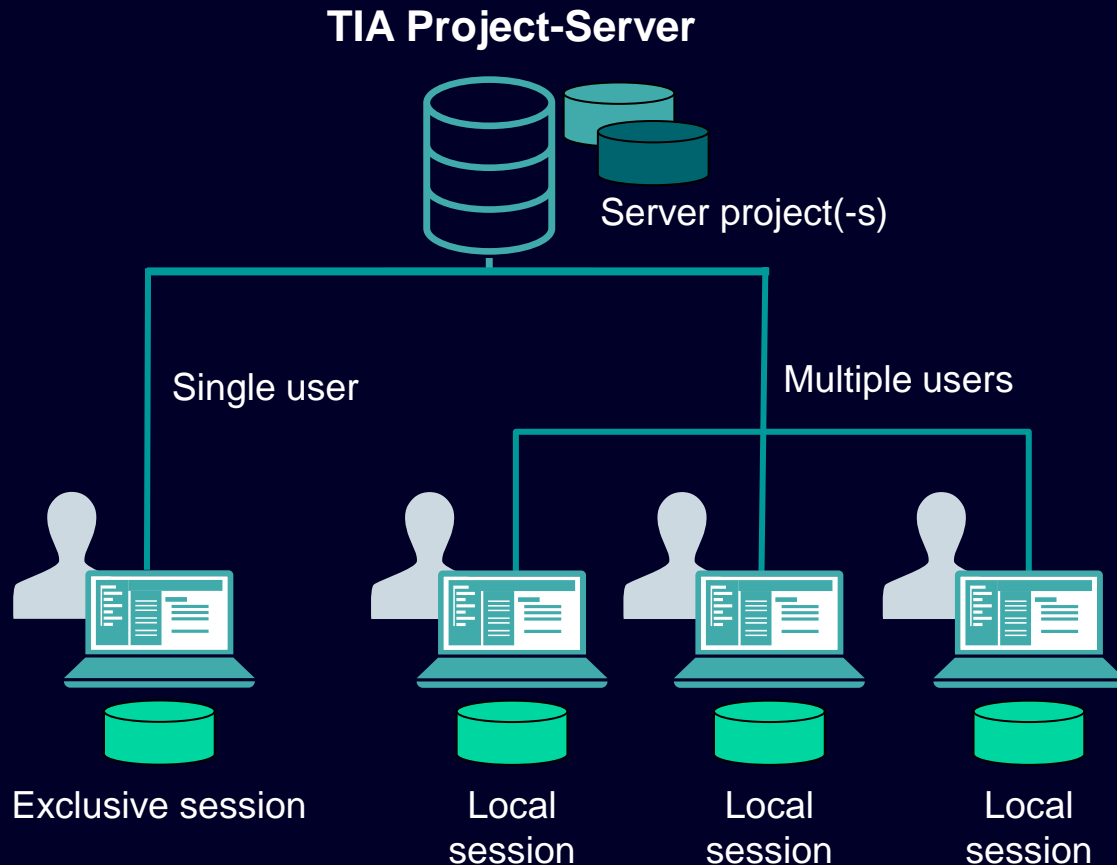 TIA Project-Server
Server project(-s)
Single user
Multiple users
Exclusive session
Local
session
Local
session
Local
session